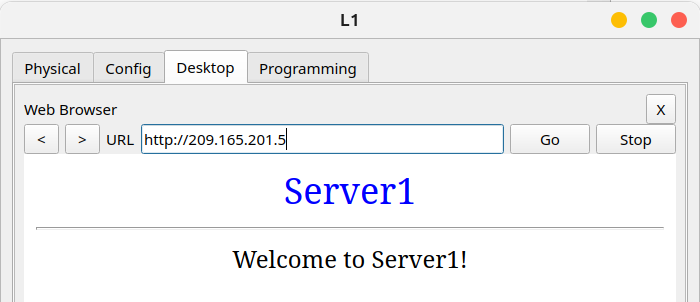 L1
Physical Config Desktop Programming
Web Browser X
< > URL http://209.165.201.5 Go Stop
Server1
Welcome to Server1!